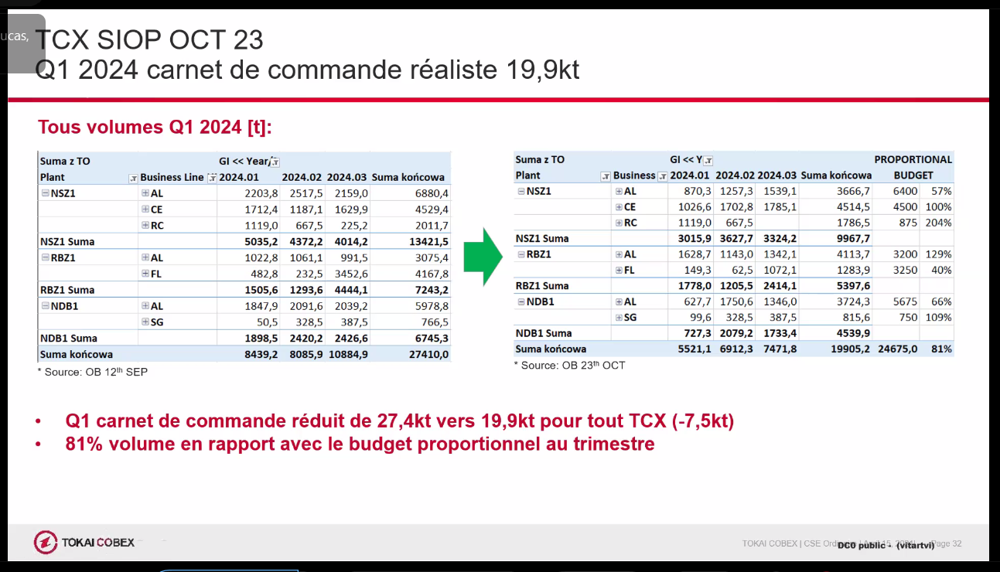 ucas,
TCX SIOP OCT 23
Q1 2024 carnet de commande réaliste 19,9kt
Tous volumes Q1 2024 [t]:
Suma z TO GI << Year/
Plant Business Line 2024.01 2024.02 2024.03 Suma końcowa
NSZ1 AL 2203,8 2517,5 2159,0 6880,4
CE 1712,4 1187,1 1629,9 4529,4
RC 1119,0 667,5 225,2 2011,7
NSZ1 Suma 5035,2 4372,2 4014,2 13421,5
RBZ1 AL 1022,8 1061,1 991,5 3075,4
FL 482,8 232,5 3452,6 4167,8
RBZ1 Suma 1505,6 1293,6 4444,1 7243,2
NDB1 AL 1847,9 2091,6 2039,2 5978,8
SG 50,5 328,5 387,5 766,5
NDB1 Suma 1898,5 2420,2 2426,6 6745,3
Suma końcowa 8439,2 8085,9 10884,9 27410,0
* Source: OB 12th SEP
Suma z TO GI << Y PROPORTIONAL
Plant Business 2024.01 2024.02 2024.03 Suma końcowa BUDGET
NSZ1 AL 870,3 1257,3 1539,1 3666,7 6400 57%
CE 1026,6 1702,8 1785,1 4514,5 4500 100%
RC 1119,0 667,5 1786,5 875 204%
NSZ1 Suma 3015,9 3627,7 3324,2 9967,7
RBZ1 AL 1628,7 1143,0 1342,1 4113,7 3200 129%
FL 149,3 62,5 1072,1 1283,9 3250 40%
RBZ1 Suma 1778,0 1205,5 2414,1 5397,6
NDB1 AL 627,7 1750,6 1346,0 3724,3 5675 66%
SG 99,6 328,5 387,5 815,6 750 109%
NDB1 Suma 727,3 2079,2 1733,4 4539,9
Suma końcowa 5521,1 6912,3 7471,8 19905,2 24675,0 81%
* Source: OB 23th OCT
• Q1 carnet de commande réduit de 27,4kt vers 19,9kt pour tout TCX (-7,5kt)
• 81% volume en rapport avec le budget proportionnel au trimestre
TOKAI COBEX
TOKAI COBEX | CSE Page 32
DC0 public - (vitartvi)